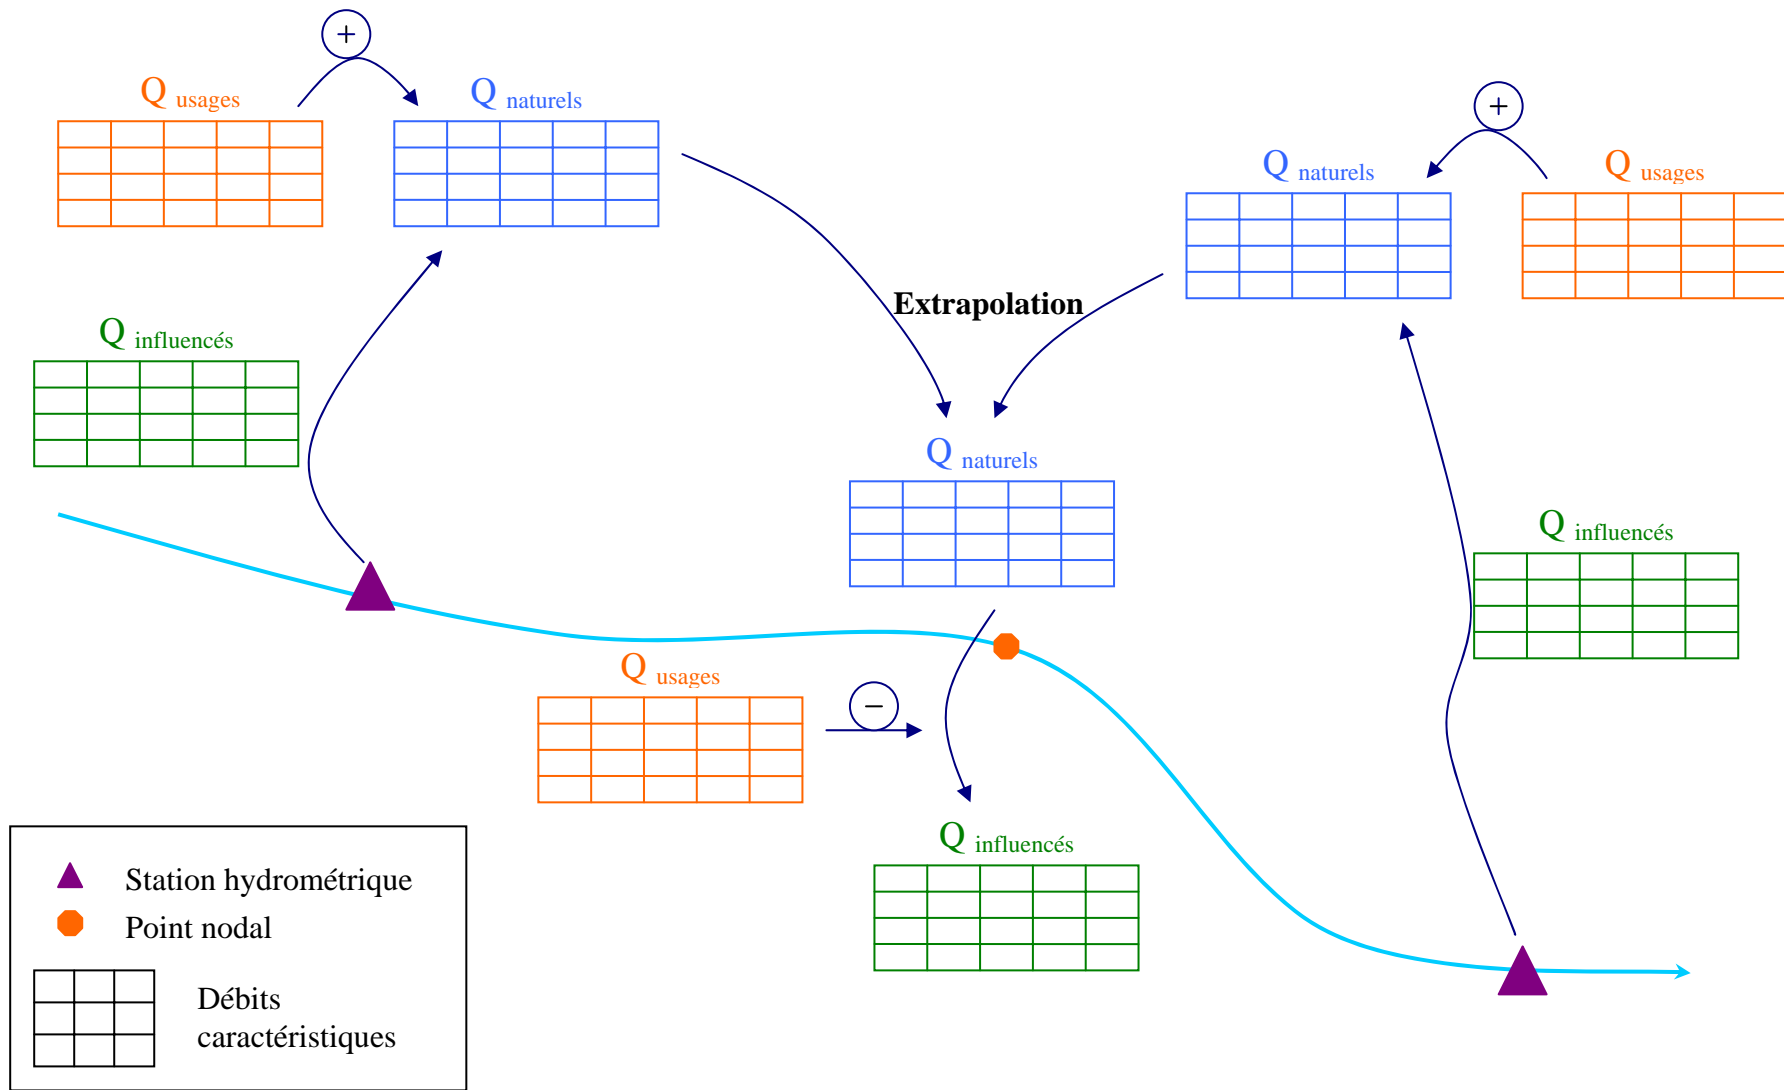 +
Q usages
Q naturels
+
Q naturels
Q usages
Extrapolation
Q influencés
Q naturels
Q influencés
Q usages
−
Q influencés
Station hydrométrique
Point nodal
Débits
caractéristiques